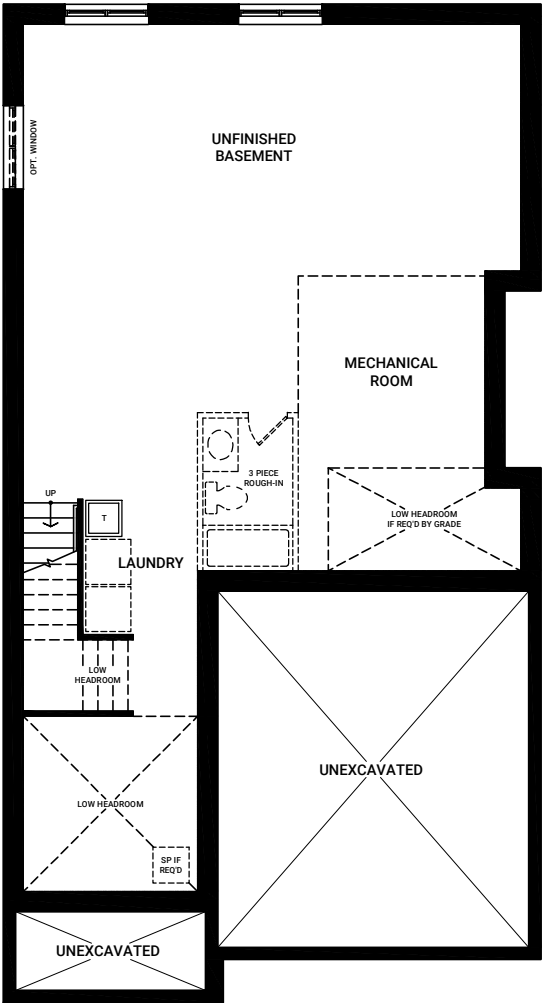 UNFINISHED
BASEMENT
OPT. WINDOW
MECHANICAL
ROOM
3 PIECE
ROUGH-IN
UP
T
LOW HEADROOM
IF REQ'D BY GRADE
LAUNDRY
LOW
HEADROOM
UNEXCAVATED
LOW HEADROOM
SP IF
REQ'D
UNEXCAVATED